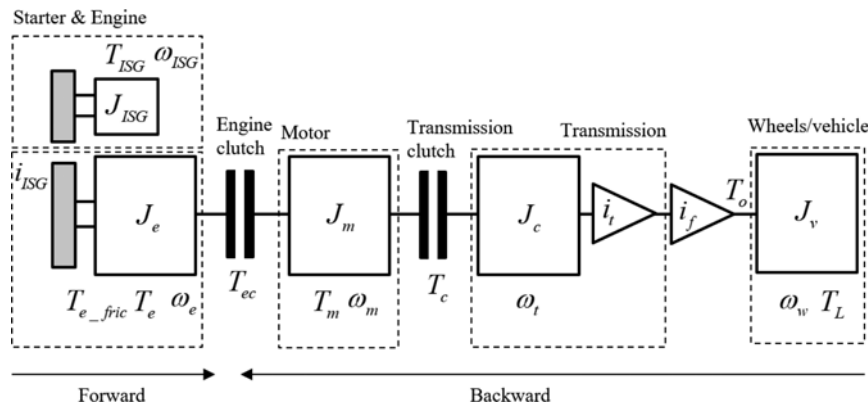 Starter & Engine
T_ISG ω_ISG
J_ISG
Engine clutch
Motor
Transmission clutch
Transmission
Wheels/vehicle
i_ISG
J_e
J_m
J_c
i_t
i_f
T_o
J_v
T_e_fric T_e ω_e
T_ec
T_m ω_m
T_c
ω_t
ω_w T_L
Forward
Backward